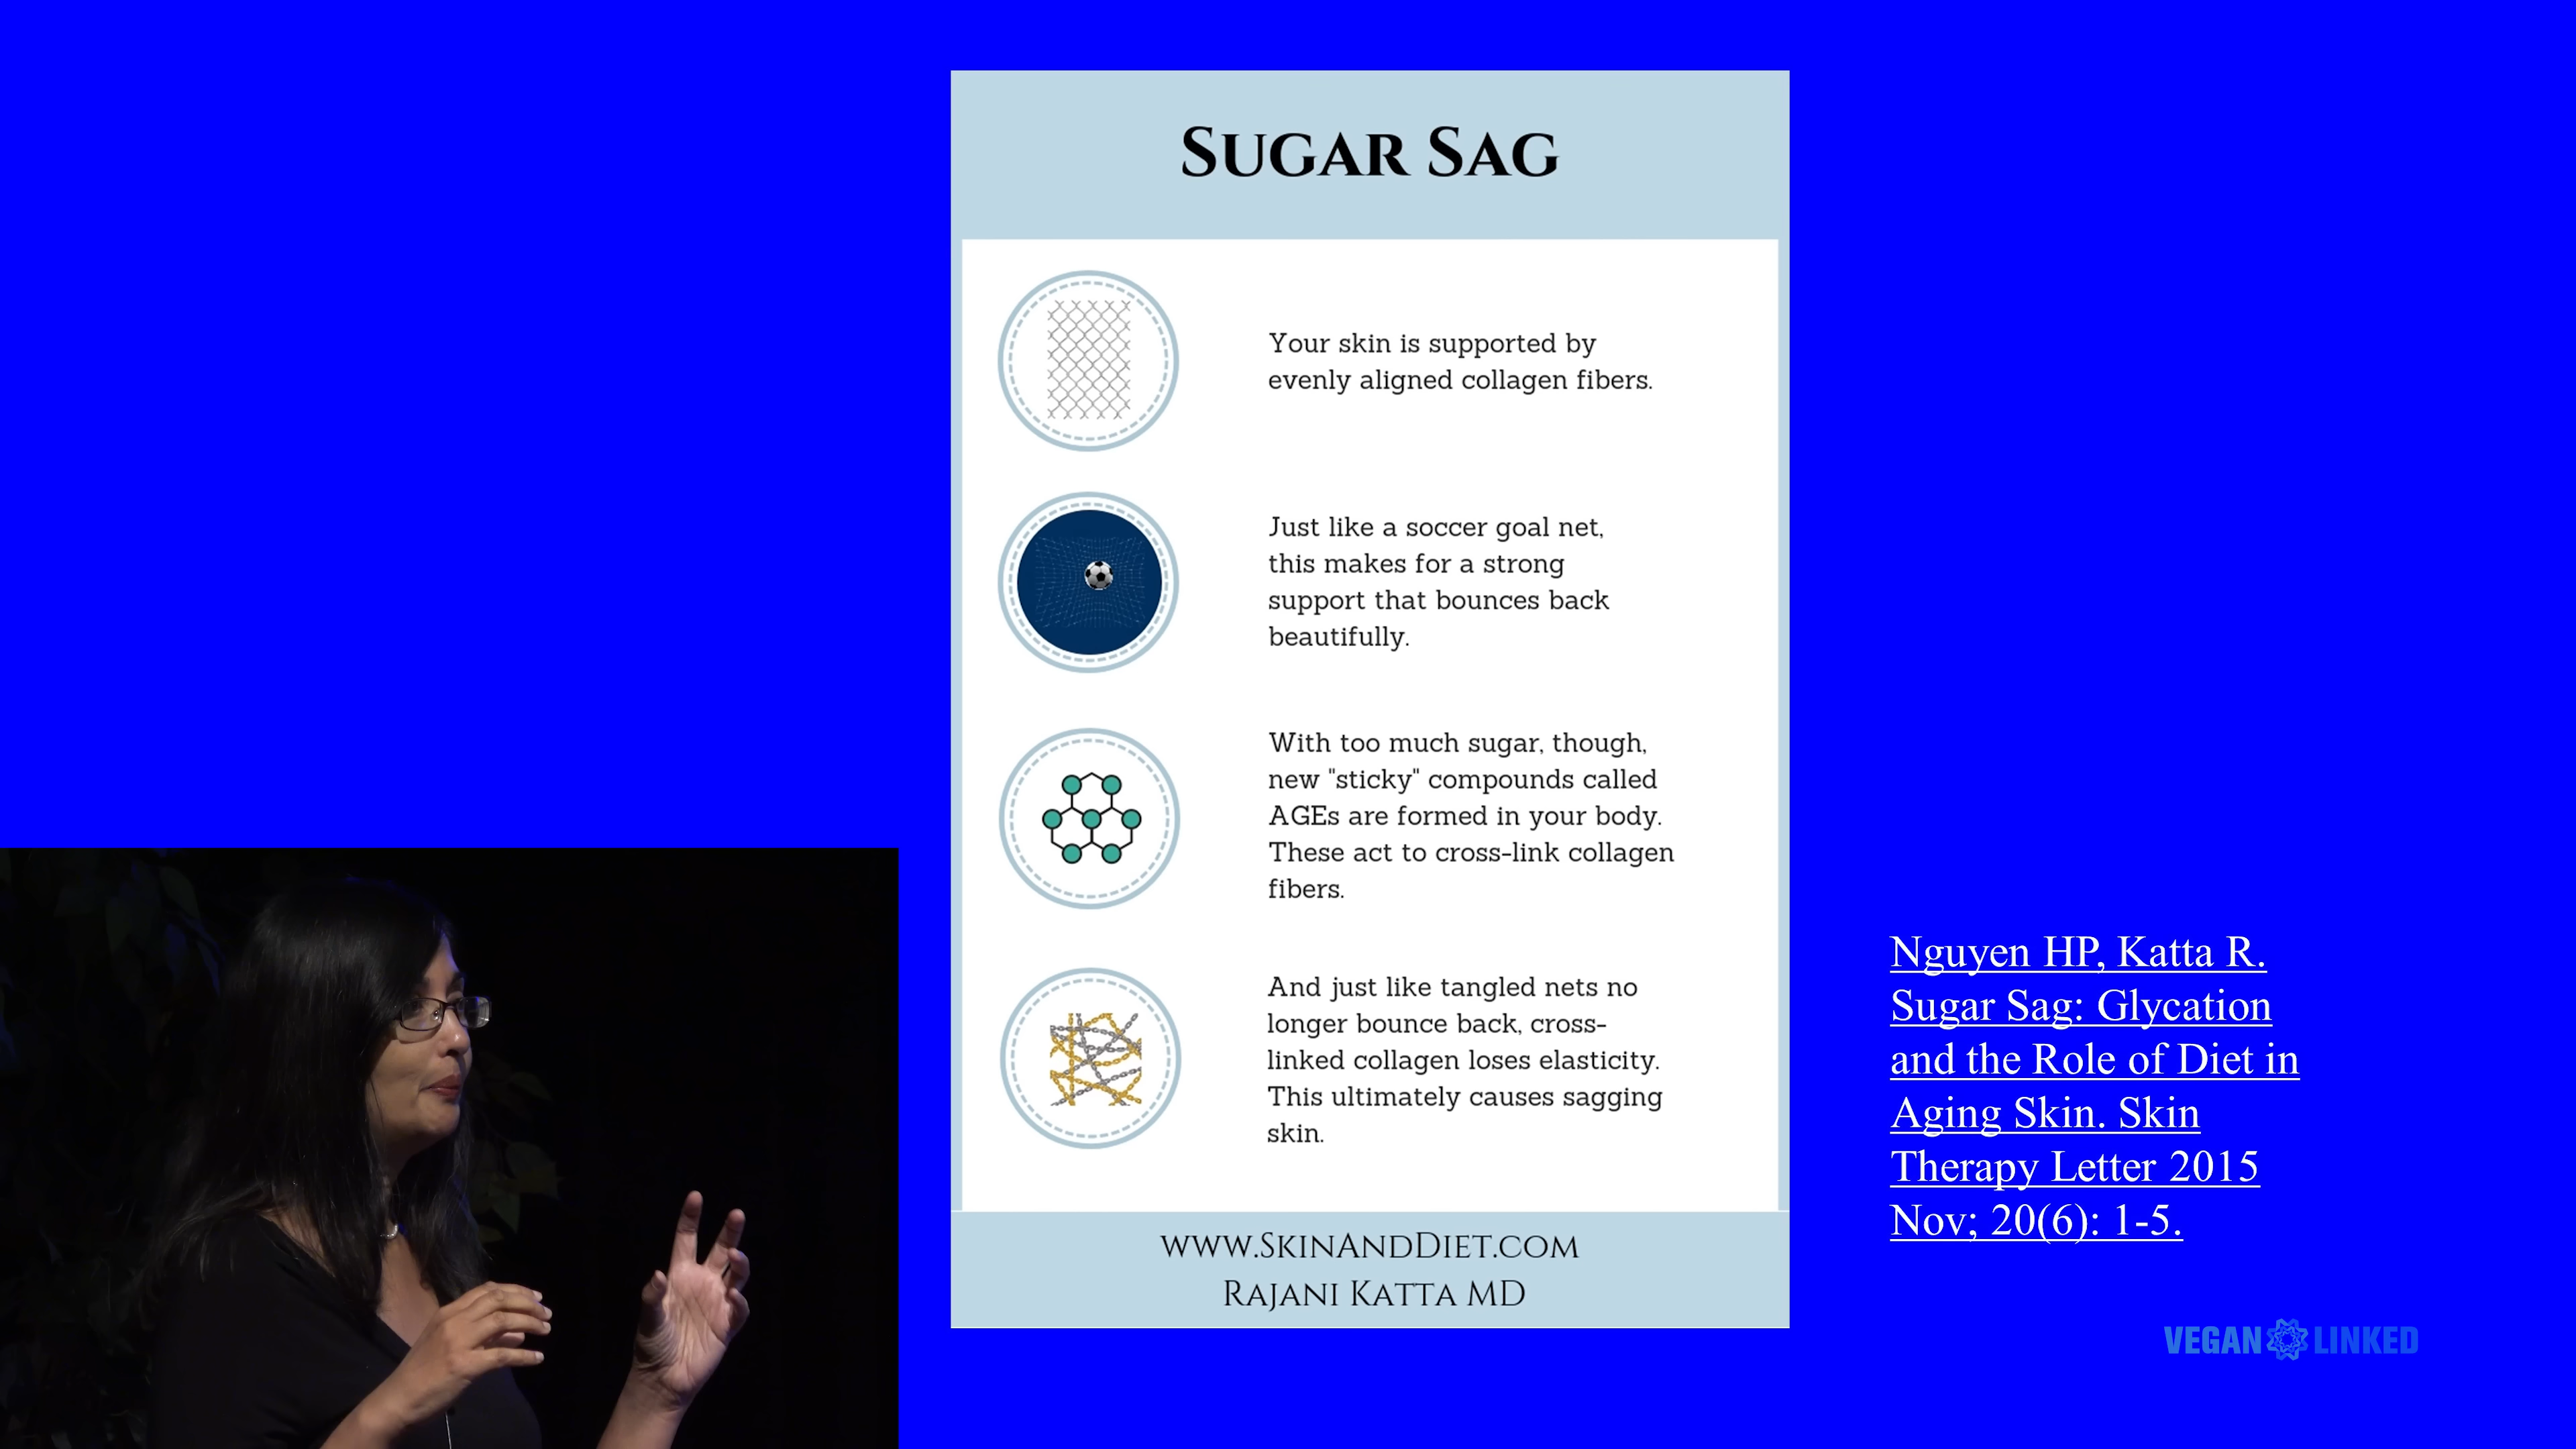 SUGAR SAG
Your skin is supported by
evenly aligned collagen fibers.
Just like a soccer goal net,
this makes for a strong
support that bounces back
beautifully.
With too much sugar, though,
new "sticky" compounds called
AGEs are formed in your body.
These act to cross-link collagen
fibers.
And just like tangled nets no
longer bounce back, cross-
linked collagen loses elasticity.
This ultimately causes sagging
skin.
WWW.SKINANDDIET.COM
RAJANI KATTA MD
Nguyen HP, Katta R.
Sugar Sag: Glycation
and the Role of Diet in
Aging Skin. Skin
Therapy Letter 2015
Nov; 20(6): 1-5.
VEGAN LINKED